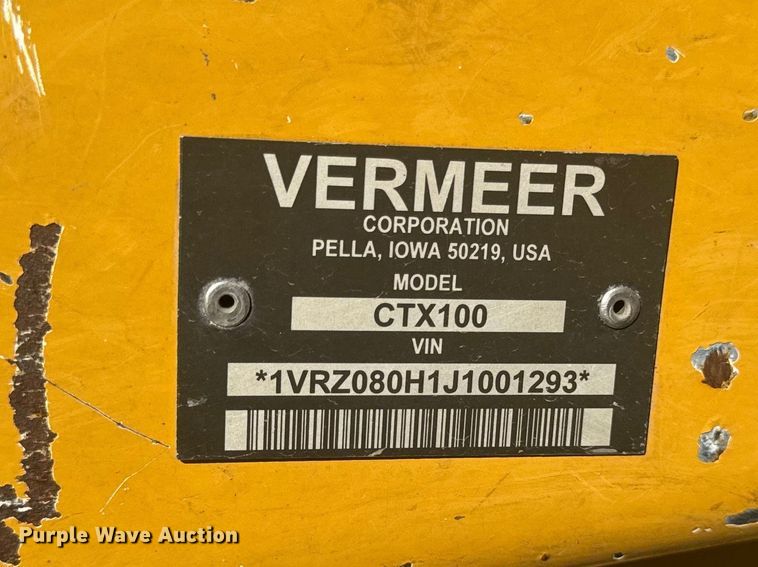 VERMEER
CORPORATION
PELLA, IOWA 50219, USA
MODEL
CTX100
VIN
*1VRZ080H1J1001293*
Purple Wave Auction